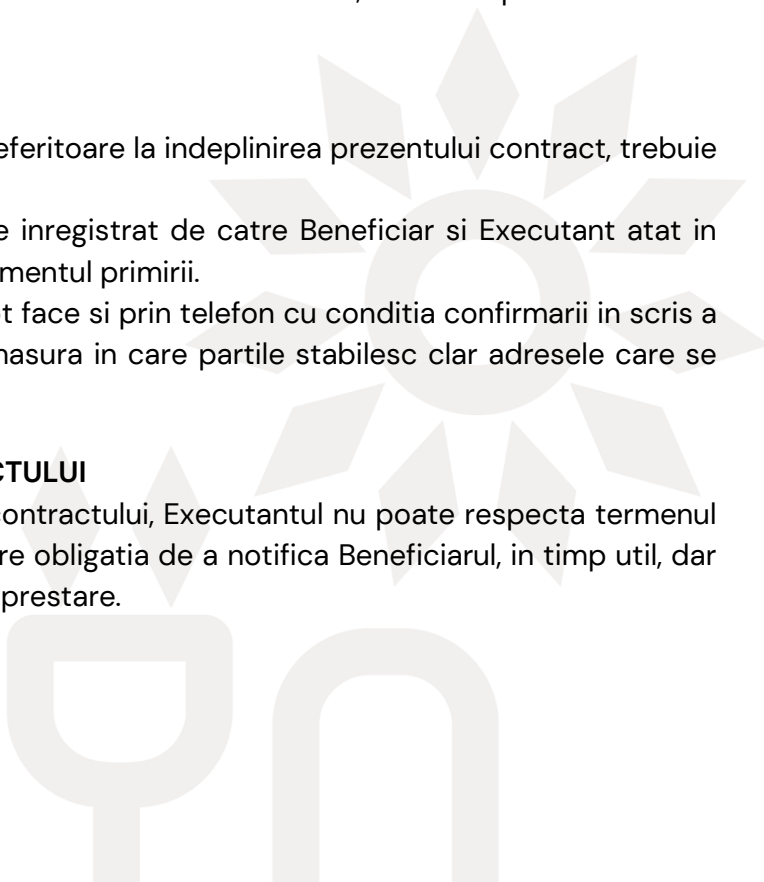 eferitoare la indeplinirea prezentului contract, trebuie
e inregistrat de catre Beneficiar si Executant atat in
mentul primirii.
t face si prin telefon cu conditia confirmarii in scris a
nasura in care partile stabilesc clar adresele care se
CTULUI
contractului, Executantul nu poate respecta termenul
re obligatia de a notifica Beneficiarul, in timp util, dar
prestare.